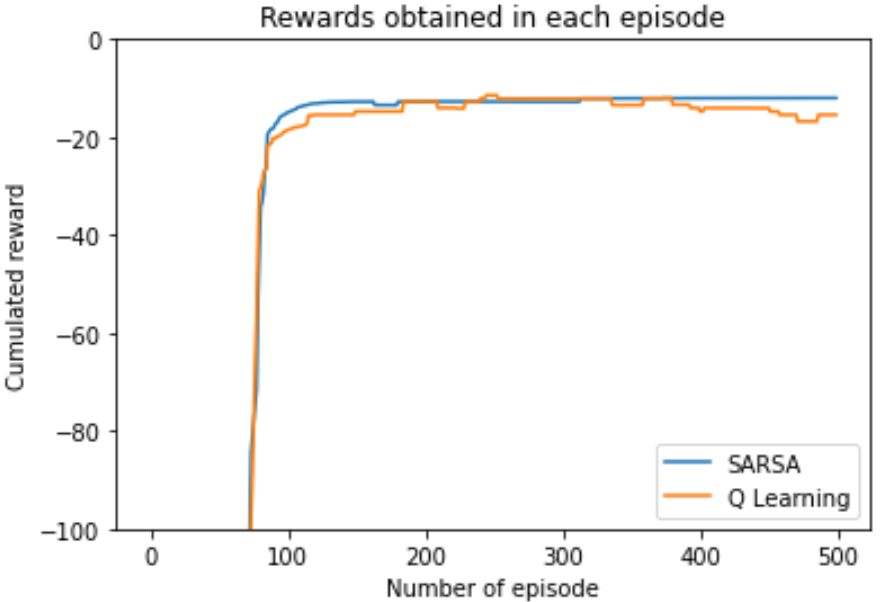 Rewards obtained in each episode
0
−20
−40
−60
−80
−100
Cumulated reward
SARSA
Q Learning
0 100 200 300 400 500
Number of episode